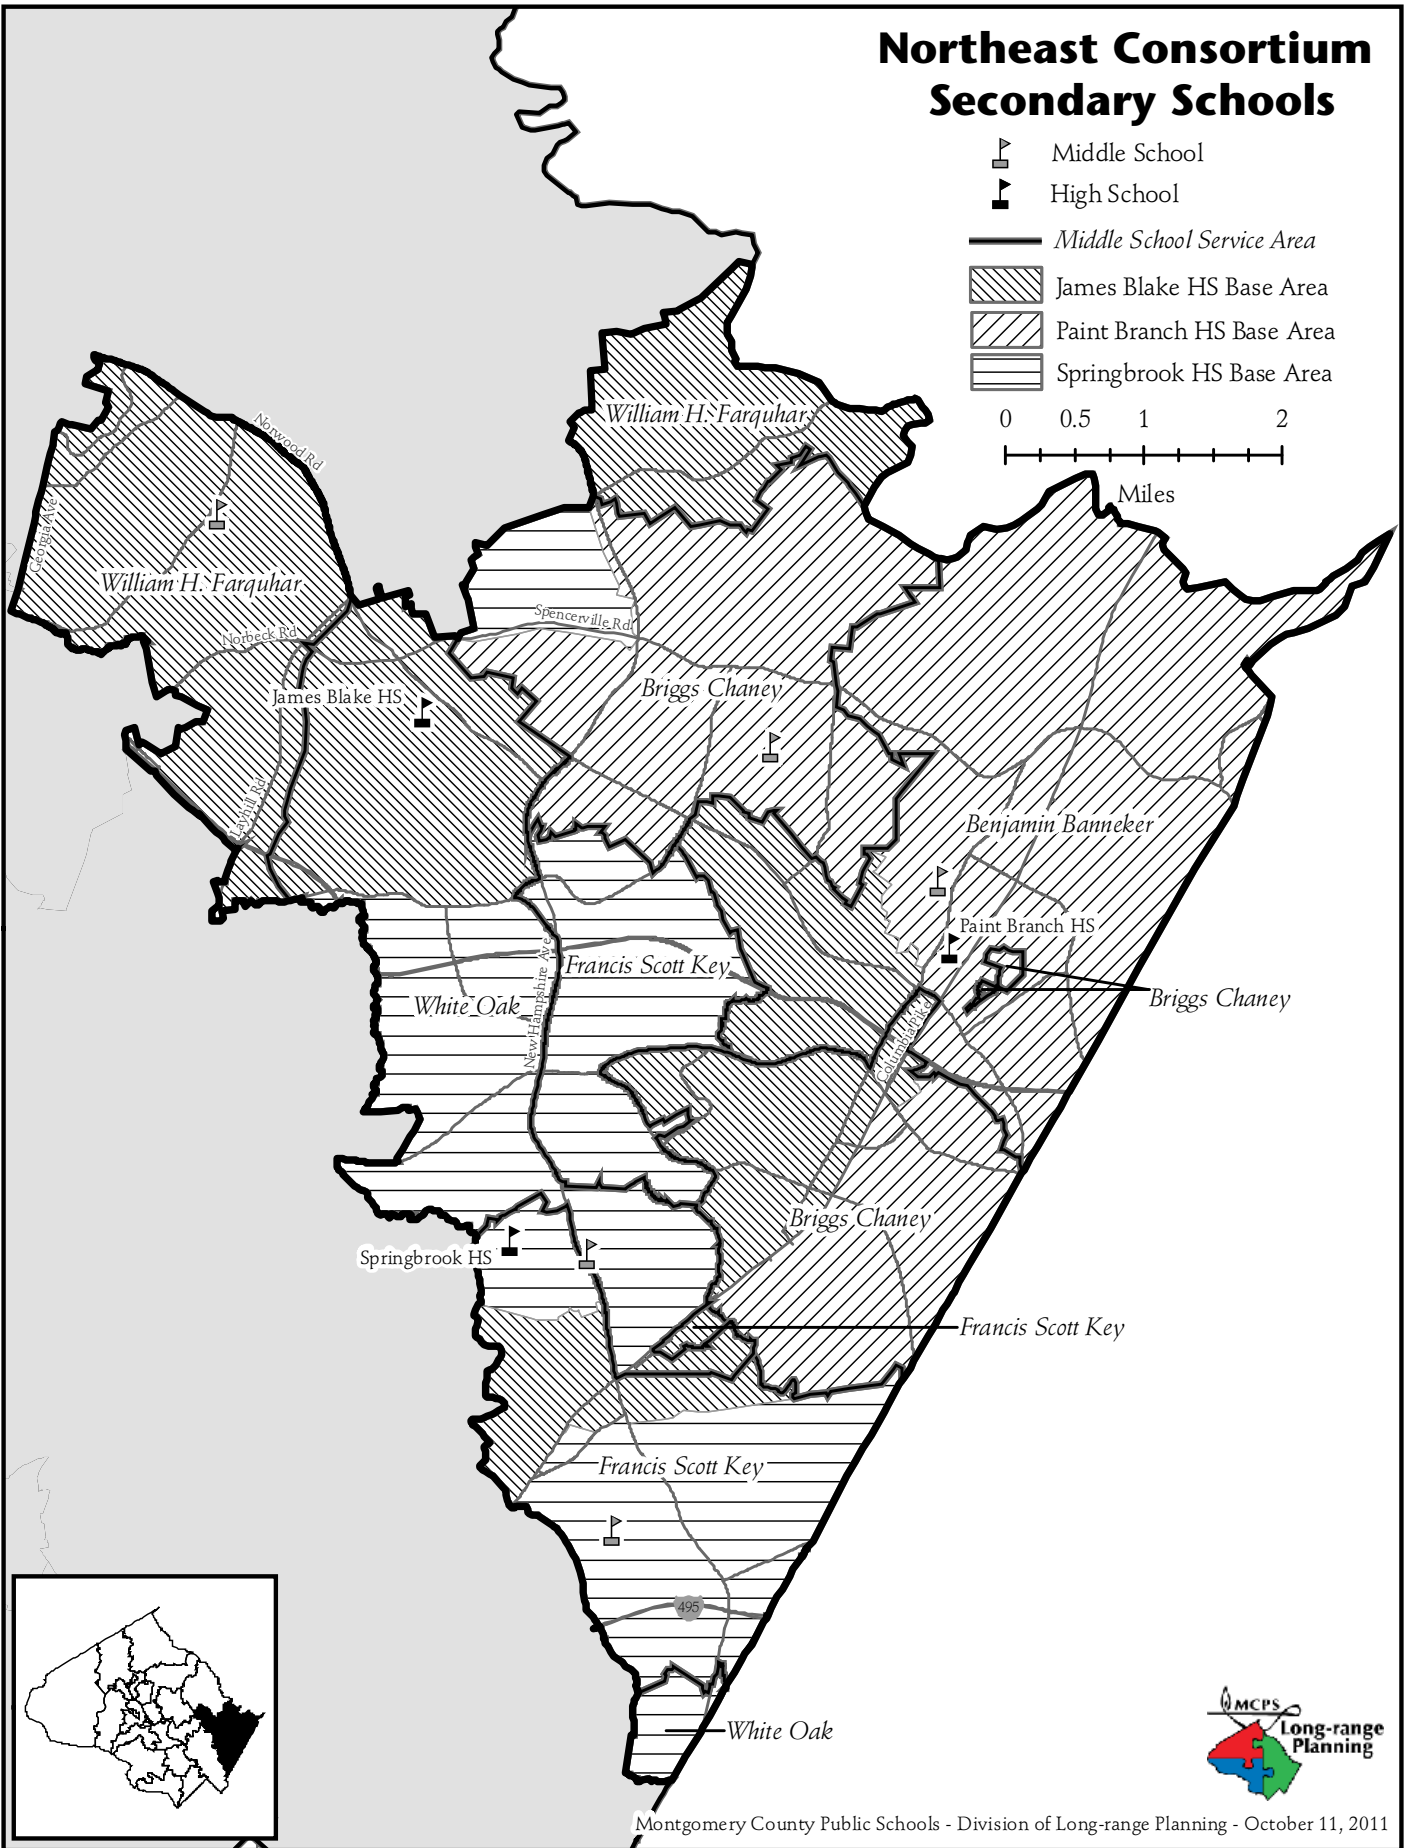 Northeast Consortium
Secondary Schools
Middle School
High School
Middle School Service Area
James Blake HS Base Area
Paint Branch HS Base Area
Springbrook HS Base Area
0 0.5 1 2
Miles
William H. Farquhar
Norwood Rd
Georgia Ave
William H. Farquhar
Spencerville Rd
Norbeck Rd
James Blake HS
Briggs Chaney
Layhill Rd
Benjamin Banneker
Paint Branch HS
Francis Scott Key
White Oak
New Hampshire Ave
Briggs Chaney
Columbia Pike
Briggs Chaney
Springbrook HS
Francis Scott Key
Francis Scott Key
495
White Oak
MCPS
Long-range
Planning
Montgomery County Public Schools - Division of Long-range Planning - October 11, 2011